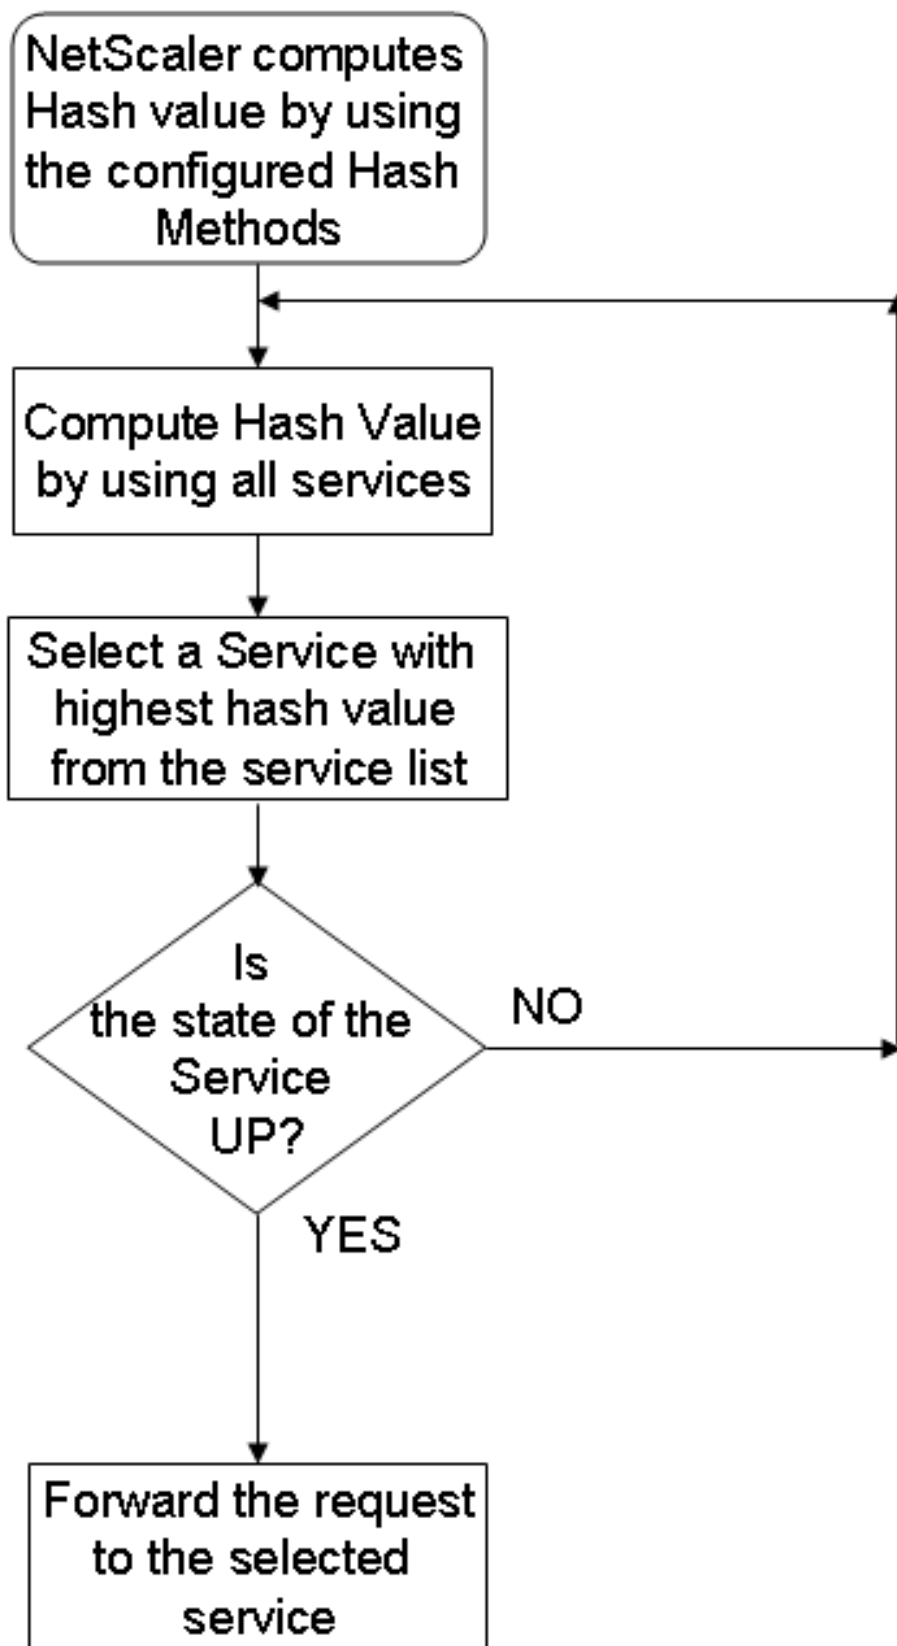 NetScaler computes
Hash value by using
the configured Hash
Methods
Compute Hash Value
by using all services
Select a Service with
highest hash value
from the service list
Is
the state of the
Service
UP?
NO
YES
Forward the request
to the selected
service